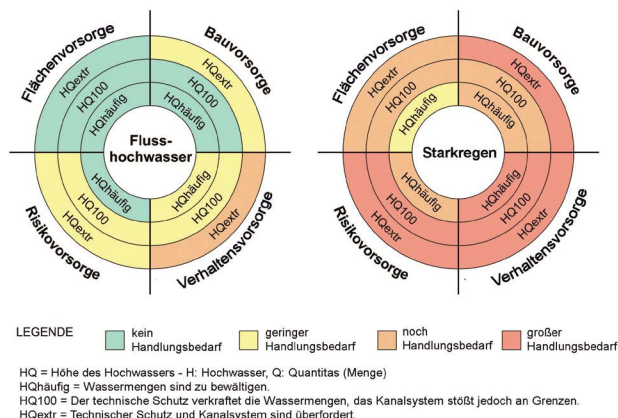 Flächenvorsorge
Bauvorsorge
HQextr
HQextr
HQ100
HQ100
HQhäufig
HQhäufig
Fluss-
hochwasser
HQhäufig
HQhäufig
HQ100
HQ100
HQextr
HQextr
Risikovorsorge
Verhaltensvorsorge
Flächenvorsorge
Bauvorsorge
HQextr
HQextr
HQ100
HQ100
HQhäufig
HQhäufig
Starkregen
HQhäufig
HQhäufig
HQ100
HQ100
HQextr
HQextr
Risikovorsorge
Verhaltensvorsorge
LEGENDE
kein
Handlungsbedarf
geringer
Handlungsbedarf
noch
Handlungsbedarf
großer
Handlungsbedarf
HQ = Höhe des Hochwassers - H: Hochwasser, Q: Quantitas (Menge)
HQhäufig = Wassermengen sind zu bewältigen.
HQ100 = Der technische Schutz verkraftet die Wassermengen, das Kanalsystem stößt jedoch an Grenzen.
HQextr = Technischer Schutz und Kanalsystem sind überfordert.